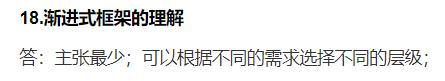 18.渐进式框架的理解
答：主张最少；可以根据不同的需求选择不同的层级；